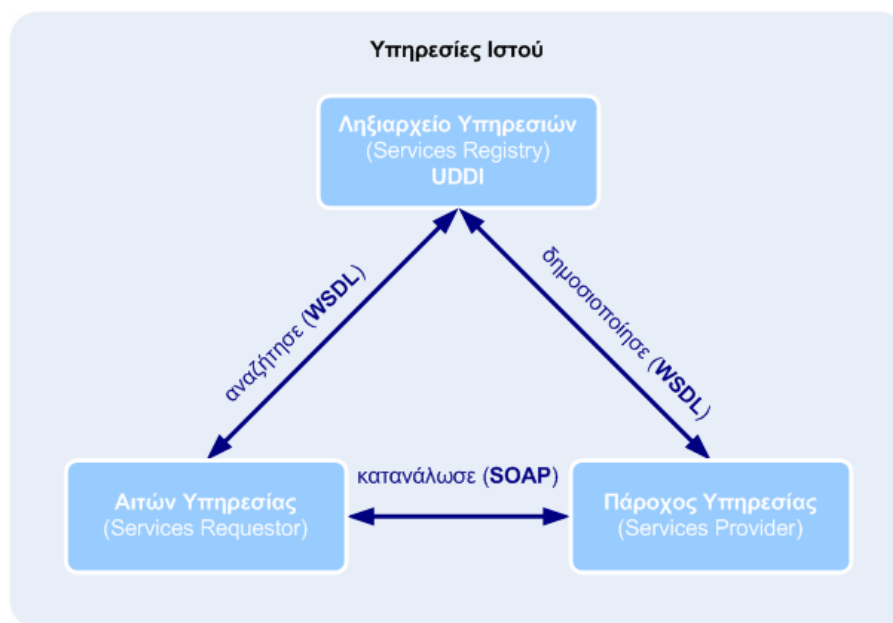 Υπηρεσίες Ιστού
Ληξιαρχείο Υπηρεσιών
(Services Registry)
UDDI
αναζήτησε (WSDL)
δημοσιοποίησε (WSDL)
κατανάλωσε (SOAP)
Αιτών Υπηρεσίας
(Services Requestor)
Πάροχος Υπηρεσίας
(Services Provider)